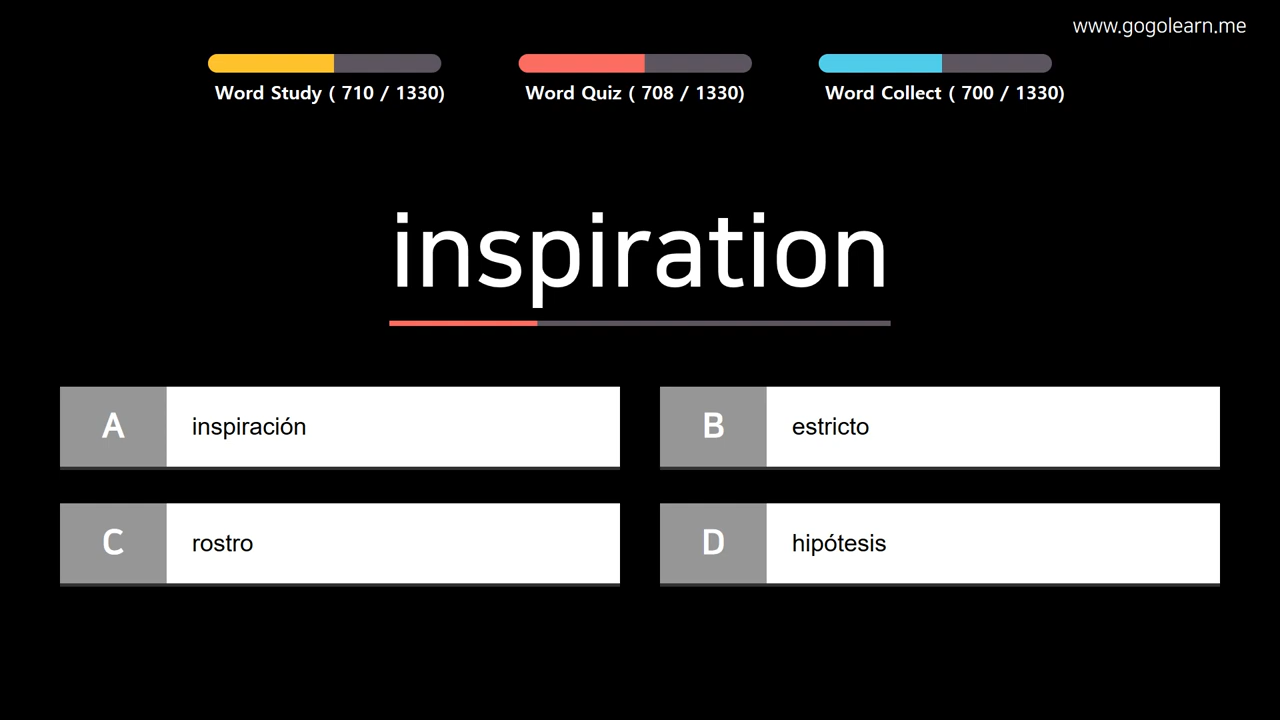 www.gogolearn.me
Word Study ( 710 / 1330)
Word Quiz ( 708 / 1330)
Word Collect ( 700 / 1330)
inspiration
A inspiración
B estricto
C rostro
D hipótesis